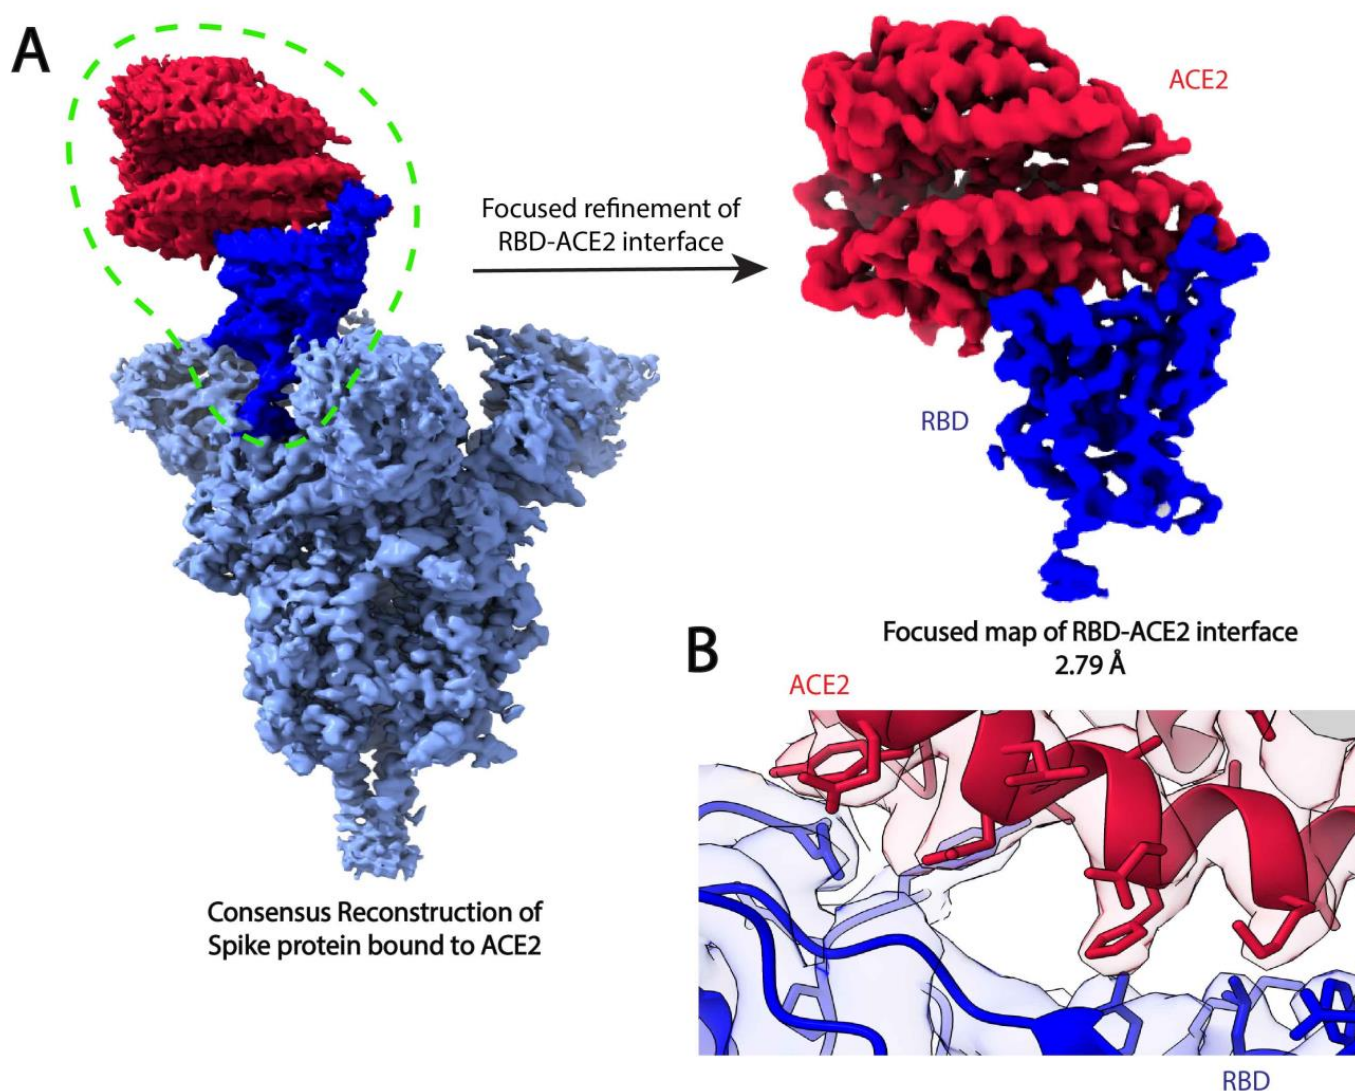 A
ACE2
Focused refinement of
RBD-ACE2 interface
RBD
Focused map of RBD-ACE2 interface
2.79 Å
Consensus Reconstruction of
Spike protein bound to ACE2
B
ACE2
RBD